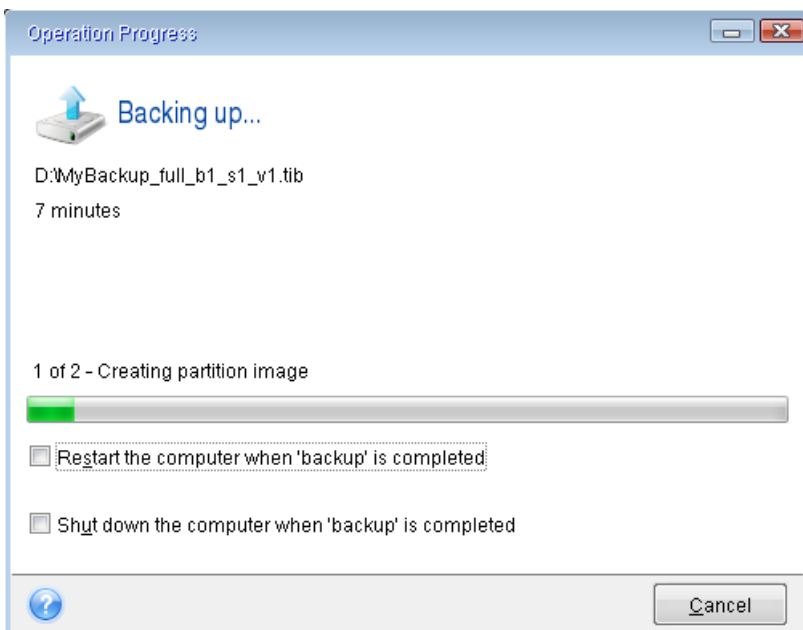 Operation Progress
Backing up...
D:\MyBackup_full_b1_s1_v1.tib
7 minutes
1 of 2 - Creating partition image
Restart the computer when 'backup' is completed
Shut down the computer when 'backup' is completed
?
Cancel